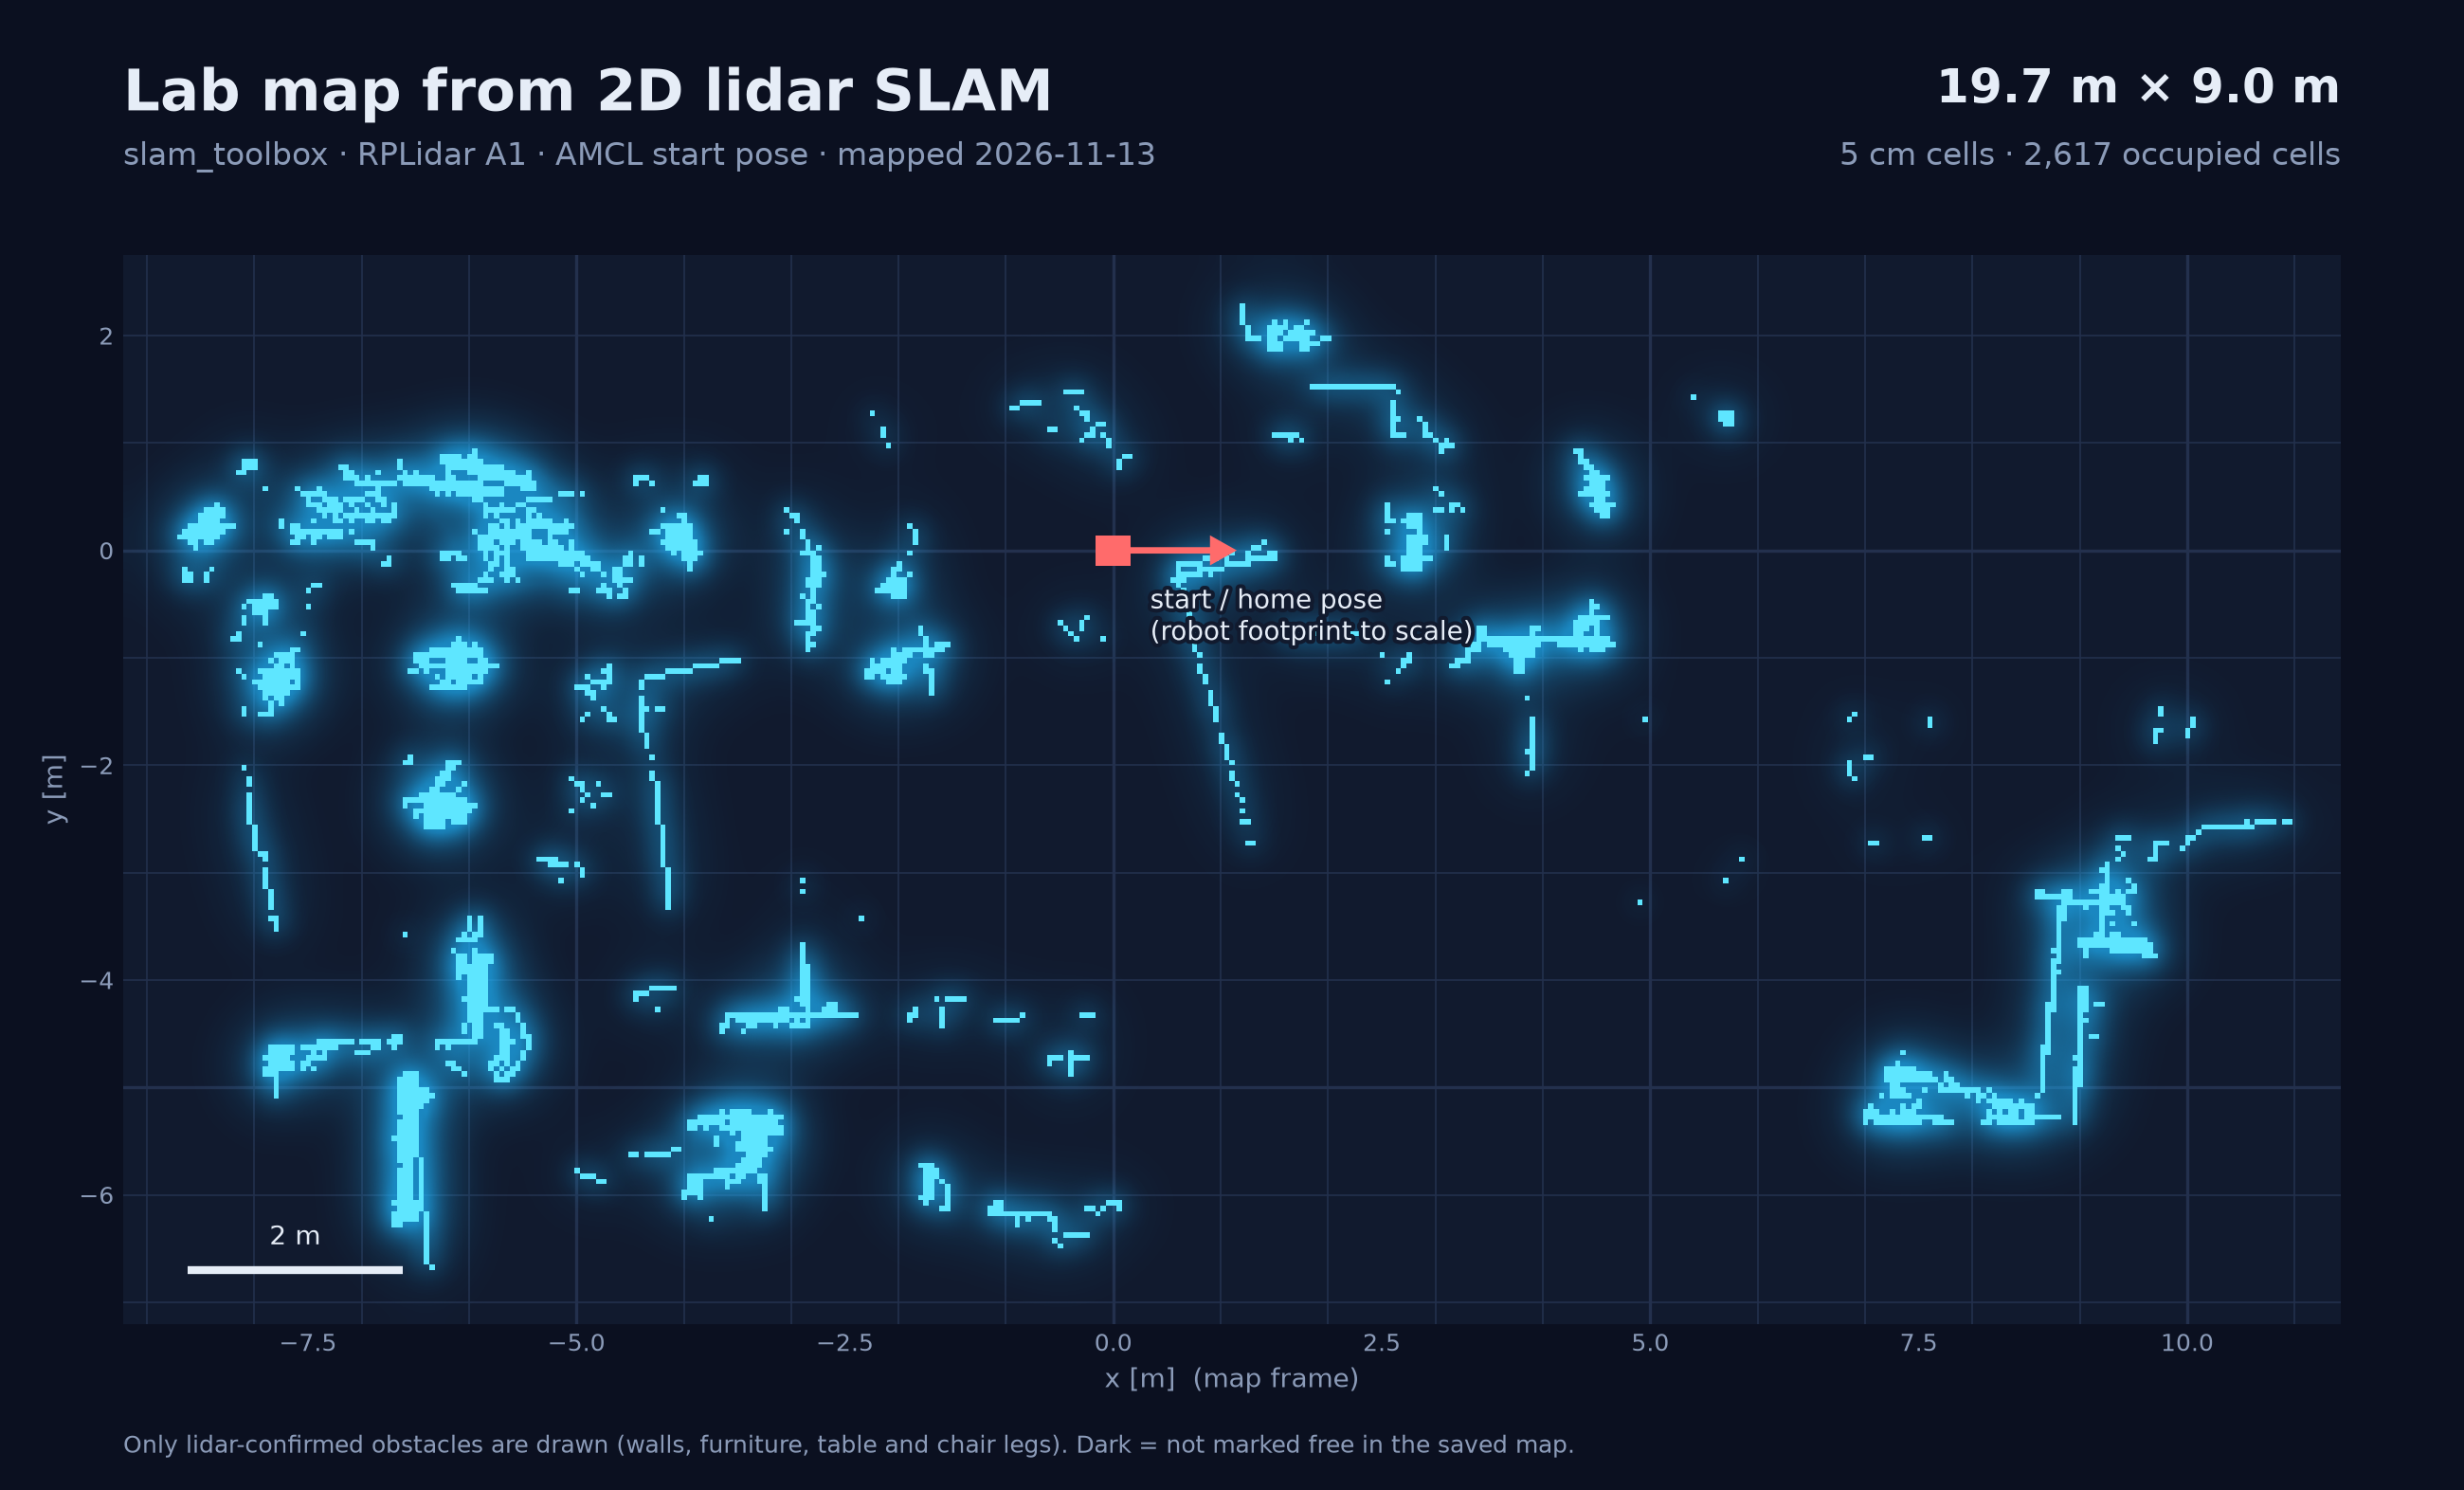 Lab map from 2D lidar SLAM
19.7 m × 9.0 m
slam_toolbox · RPLidar A1 · AMCL start pose · mapped 2026-11-13
5 cm cells · 2,617 occupied cells
2
0
−2
−4
−6
y [m]
start / home pose
(robot footprint to scale)
2 m
−7.5
−5.0
−2.5
0.0
2.5
5.0
7.5
10.0
x [m]  (map frame)
Only lidar-confirmed obstacles are drawn (walls, furniture, table and chair legs). Dark = not marked free in the saved map.